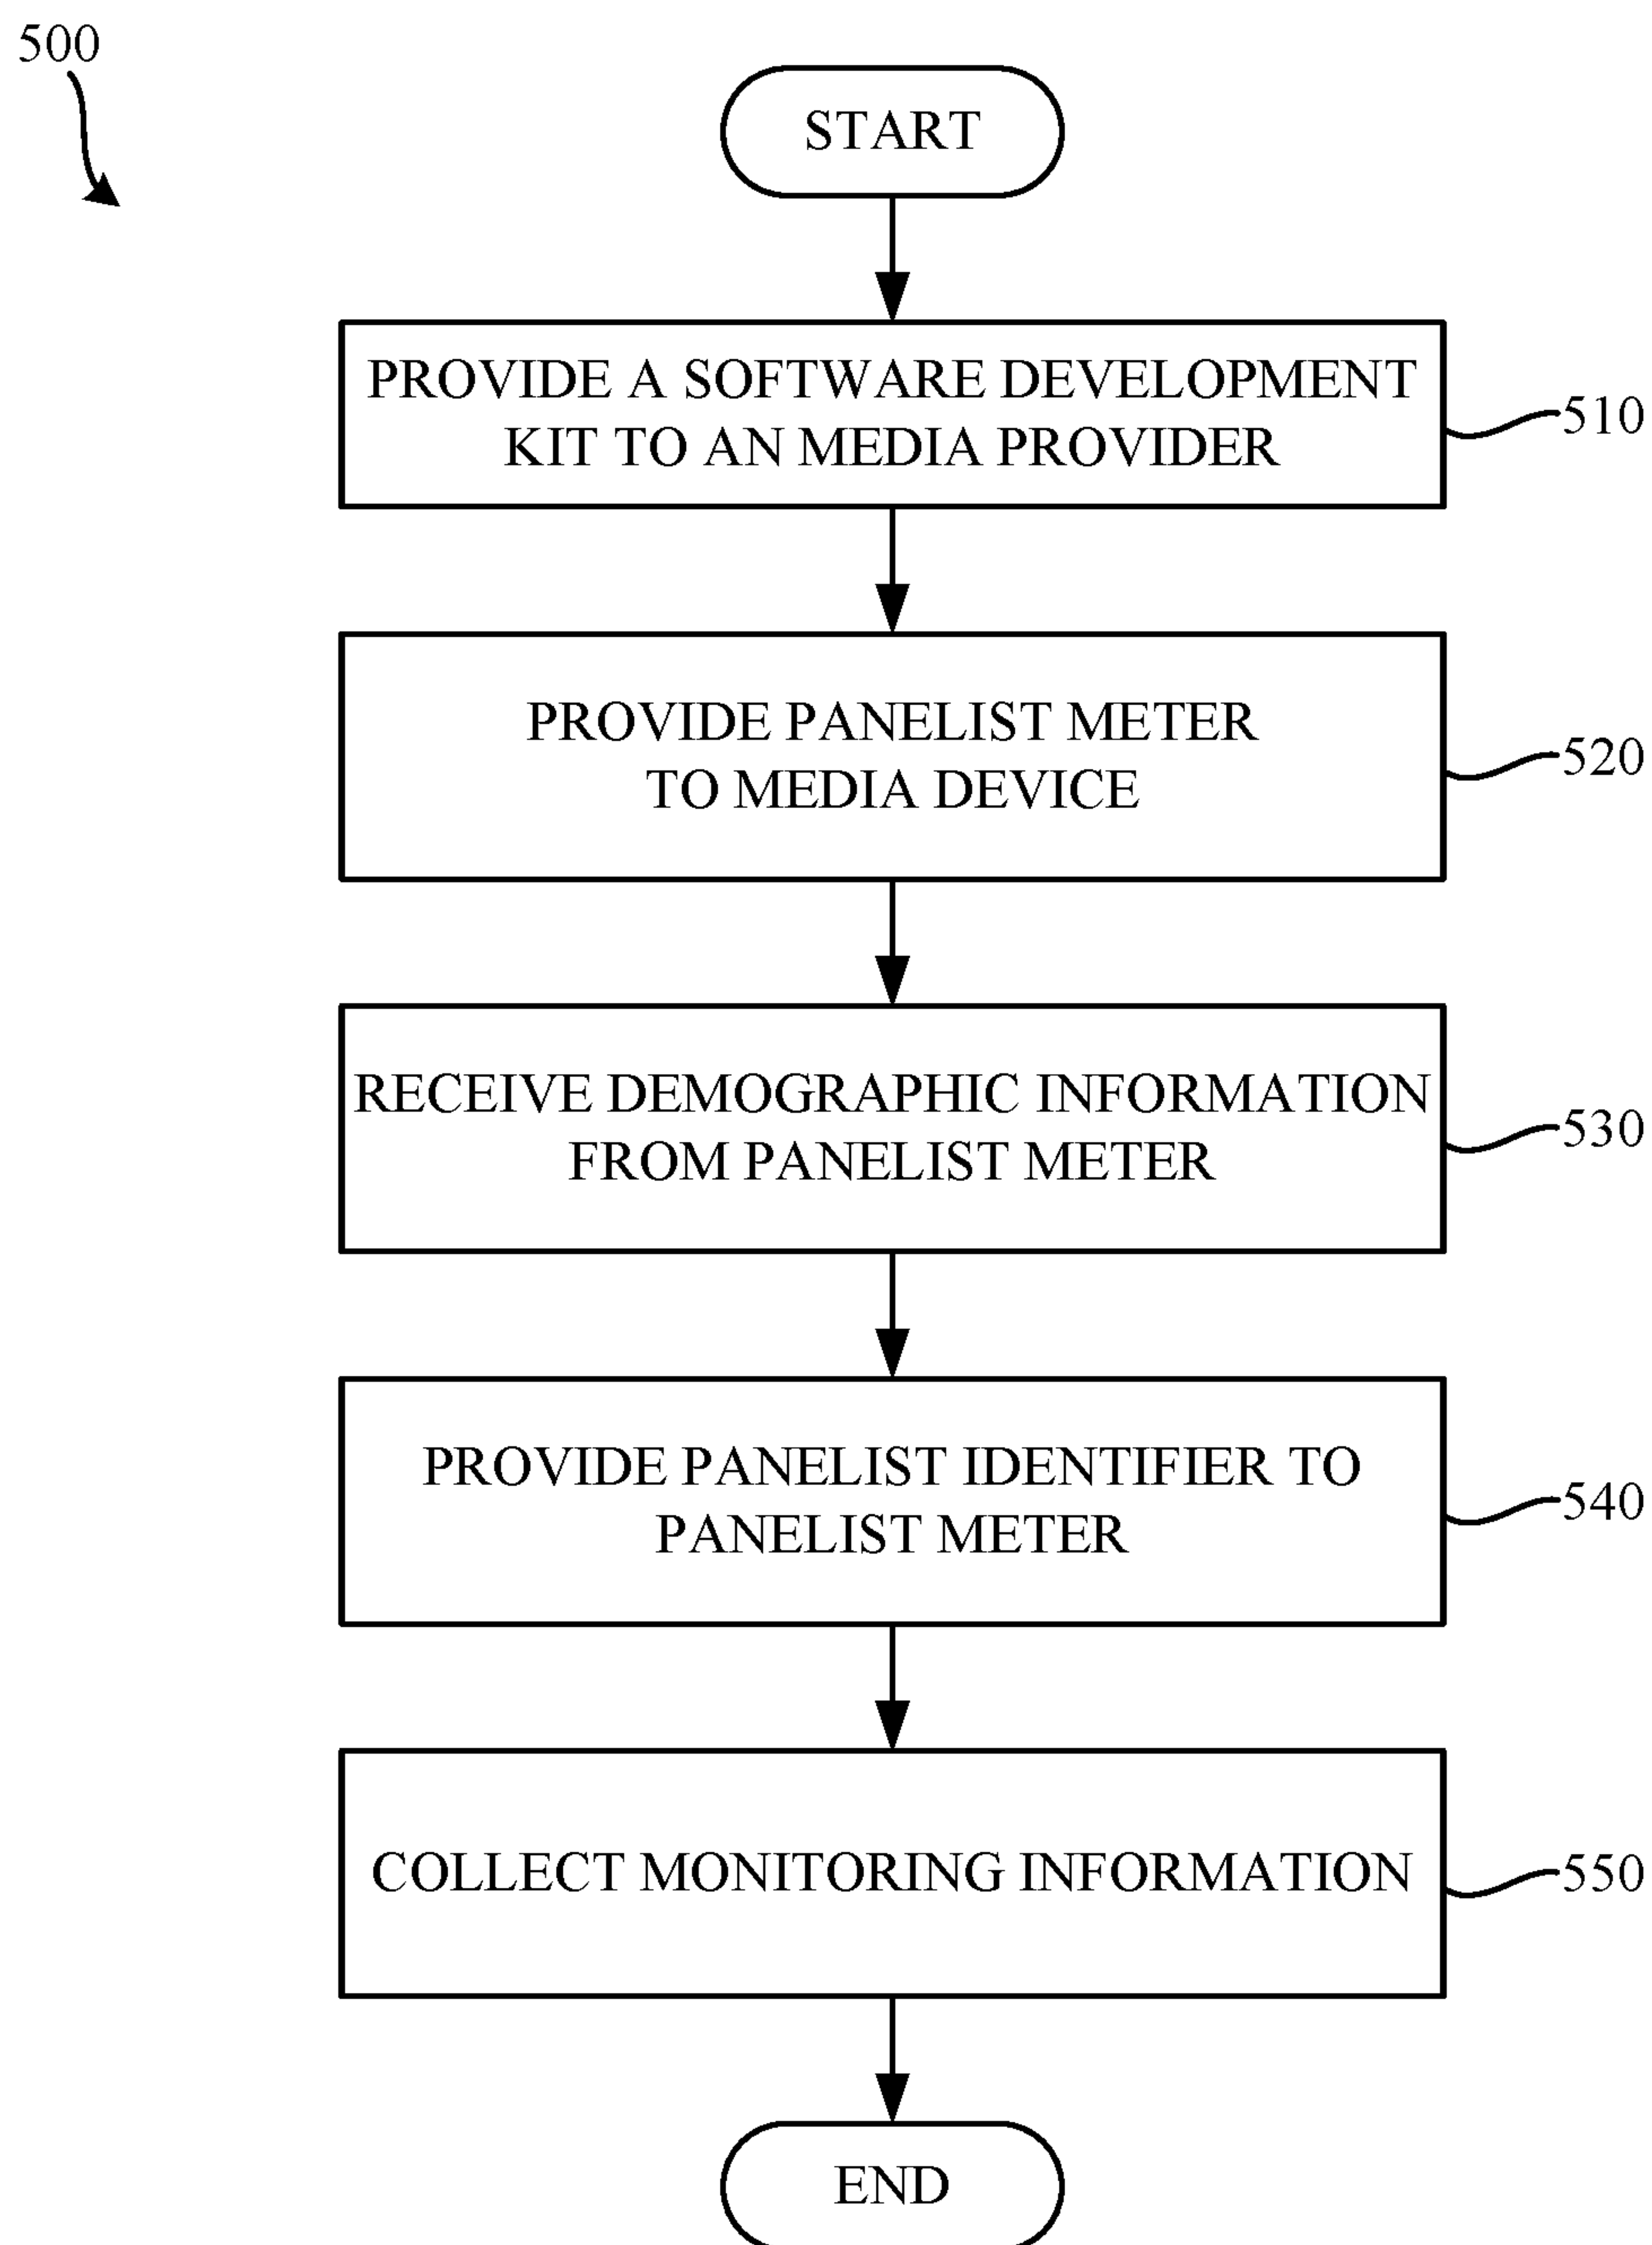 500
START
PROVIDE A SOFTWARE DEVELOPMENT
KIT TO AN MEDIA PROVIDER
510
PROVIDE PANELIST METER
TO MEDIA DEVICE
520
RECEIVE DEMOGRAPHIC INFORMATION
FROM PANELIST METER
530
PROVIDE PANELIST IDENTIFIER TO
PANELIST METER
540
COLLECT MONITORING INFORMATION
550
END